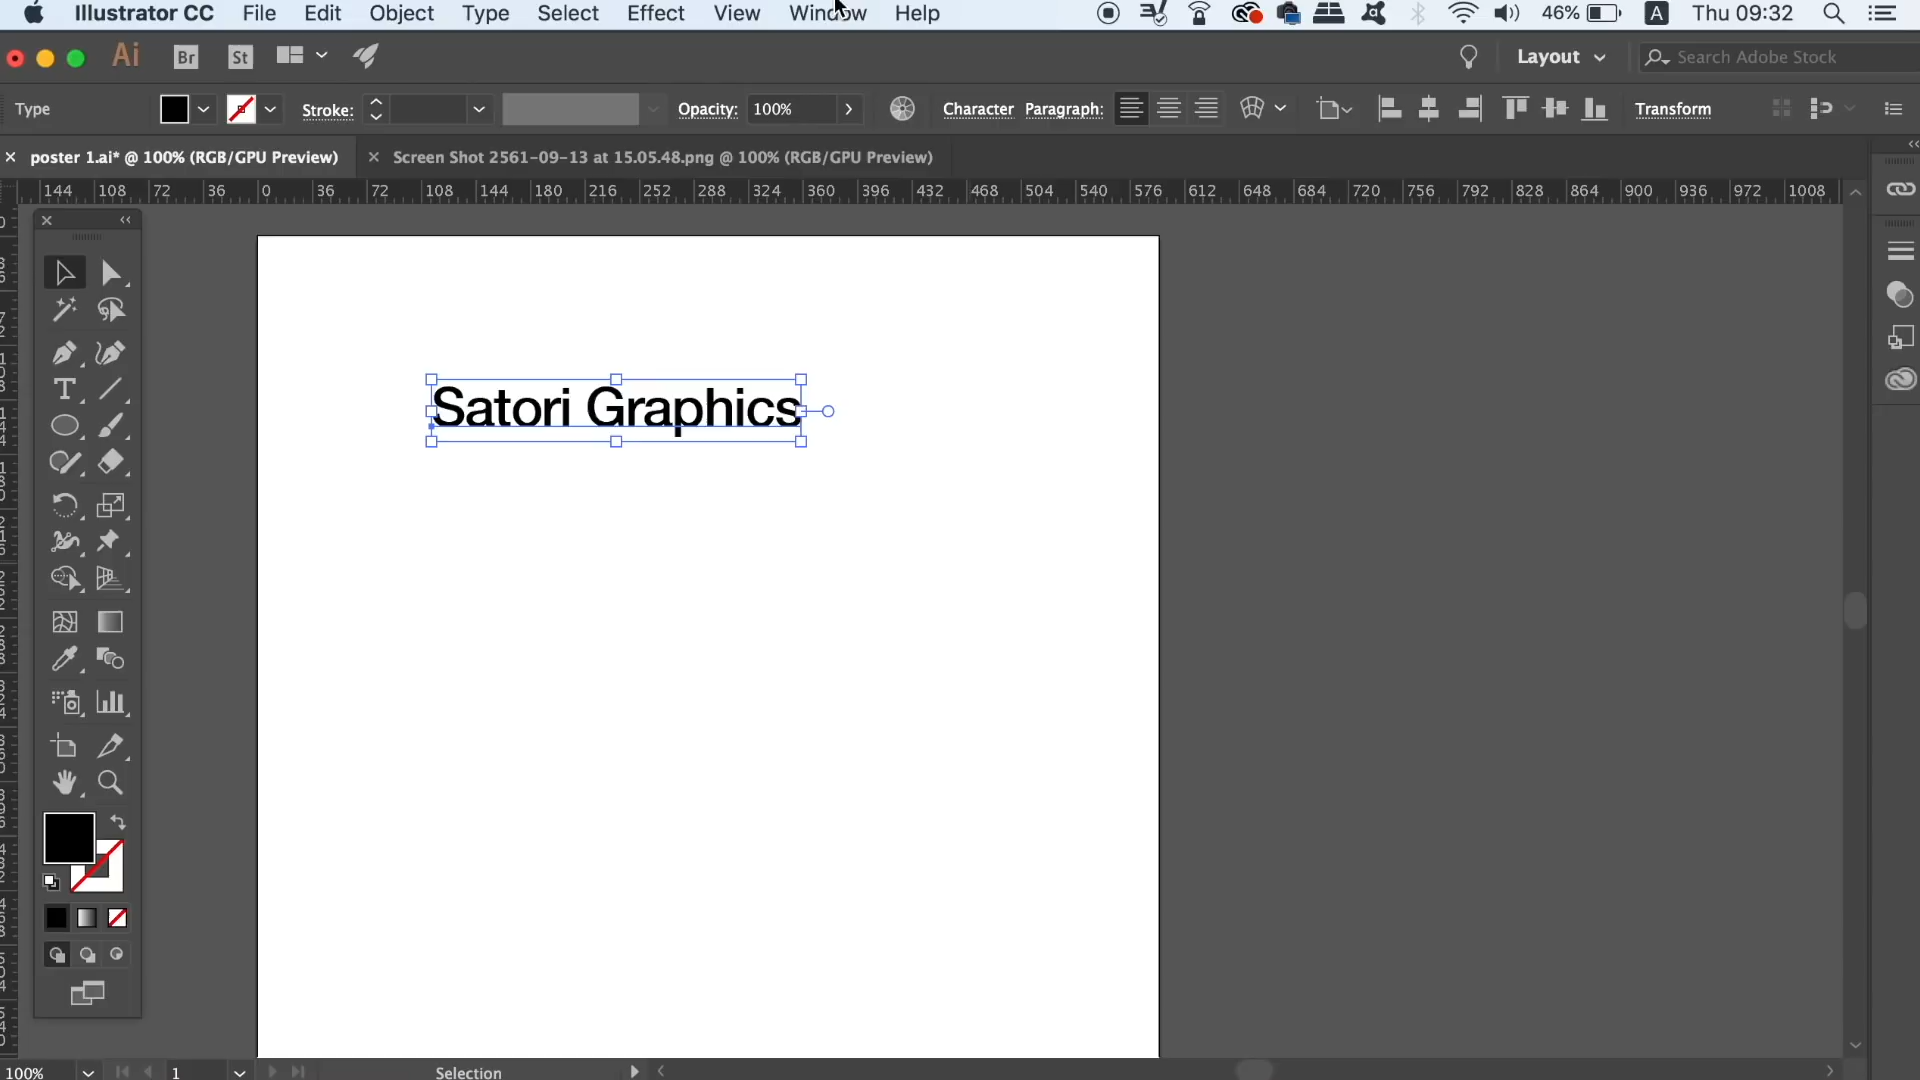 Illustrator CC File Edit Object Type Select Effect View Window Help 46% A Thu 09:32
Ai Br St Layout Search Adobe Stock
Type Stroke: Opacity: 100% Character Paragraph: Transform
poster 1.ai* @ 100% (RGB/GPU Preview) Screen Shot 2561-09-13 at 15.05.48.png @ 100% (RGB/GPU Preview)
144 108 72 36 0 36 72 108 144 180 216 252 288 324 360 396 432 468 504 540 576 612 648 684 720 756 792 828 864 900 936 972 1008
Satori Graphics
100% 1 Selection